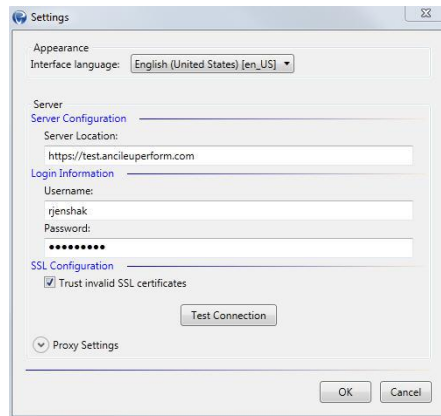 Settings
Appearance
Interface language: English (United States) [en_US]
Server
Server Configuration
Server Location:
https://test.ancileuperform.com
Login Information
Username:
rjenshak
Password:
●●●●●●●●●
SSL Configuration
Trust invalid SSL certificates
Test Connection
Proxy Settings
OK Cancel